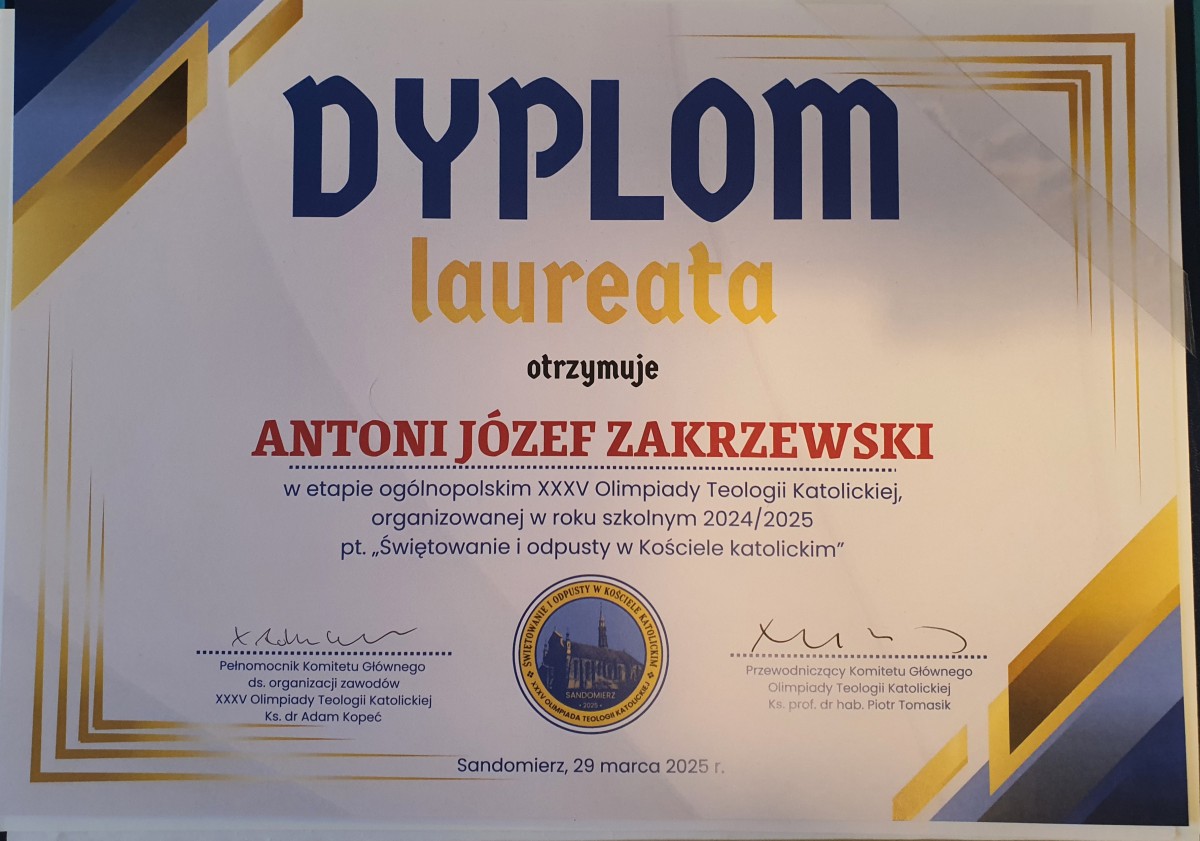 DYPLOM
laureata
otrzymuje
ANTONI JÓZEF ZAKRZEWSKI
w etapie ogólnopolskim XXXV Olimpiady Teologii Katolickiej,
organizowanej w roku szkolnym 2024/2025
pt. „Świętowanie i odpusty w Kościele katolickim”
Pełnomocnik Komitetu Głównego
ds. organizacji zawodów
XXXV Olimpiady Teologii Katolickiej
Ks. dr Adam Kopeć
ŚWIĘTOWANIE I ODPUSTY W KOŚCIELE KATOLICKIM
SANDOMIERZ
• 2025 •
XXXV OLIMPIADA TEOLOGII KATOLICKIEJ
Przewodniczący Komitetu Głównego
Olimpiady Teologii Katolickiej
Ks. prof. dr hab. Piotr Tomasik
Sandomierz, 29 marca 2025 r.